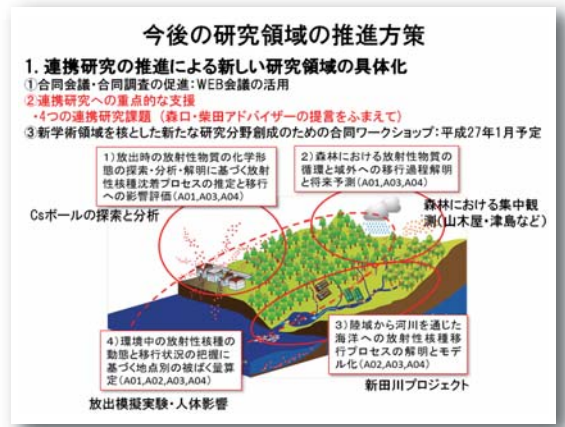 今後の研究領域の推進方策
1. 連携研究の推進による新しい研究領域の具体化
①合同会議・合同調査の促進：WEB会議の活用
②連携研究への重点的な支援
・4つの連携研究課題 （森口・柴田アドバイザーの提言をふまえて）
③新学術領域を核とした新たな研究分野創成のための合同ワークショップ：平成27年1月予定
1）放出時の放射性物質の化学形
態の探索・分析・解明に基づく放射
性核種沈着プロセスの推定と移行
への影響評価（A01,A03,A04）
2）森林における放射性物質の
循環と域外への移行過程解明
と将来予測（A01,A03,A04）
Csボールの探索と分析
森林における集中観
測（山木屋・津島など）
3）陸域から河川を通じた
海洋への放射性核種移
行プロセスの解明とモデ
ル化（A02,A03,A04）
4）環境中の放射性核種の
動態と移行状況の把握に
基づく地点別の被ばく量算
定（A01,A02,A03,A04）
新田川プロジェクト
放出模擬実験・人体影響